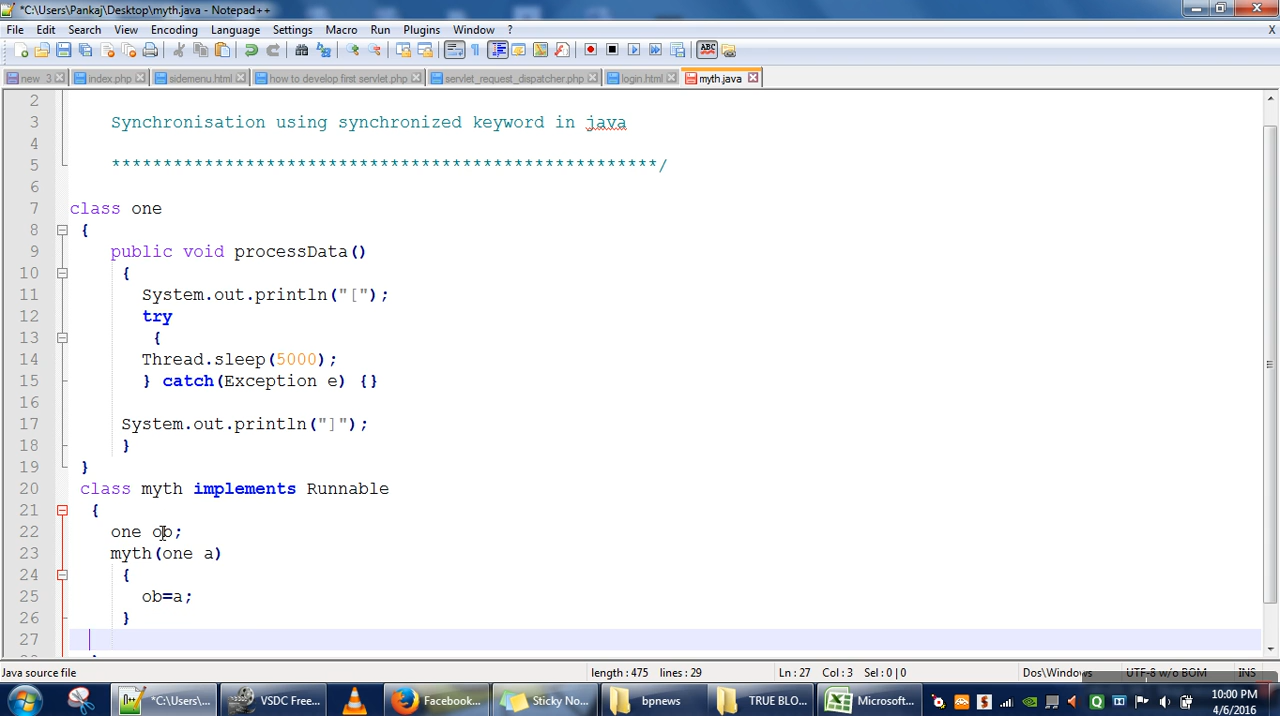 *C:\Users\Pankaj\Desktop\myth.java - Notepad++
File Edit Search View Encoding Language Settings Macro Run Plugins Window ? X
new 3 index.php sidemenu.html how to develop first servlet.php servlet_request_dispatcher.php login.html myth.java
2
3 Synchronisation using synchronized keyword in java
4
5 *****************************************************/
6
7 class one
8 {
9 public void processData()
10 {
11 System.out.println("[");
12 try
13 {
14 Thread.sleep(5000);
15 } catch(Exception e) {}
16
17 System.out.println("]");
18 }
19 }
20 class myth implements Runnable
21 {
22 one ob;
23 myth(one a)
24 {
25 ob=a;
26 }
27
Java source file length : 475 lines : 29 Ln : 27 Col : 3 Sel : 0 | 0 Dos\Windows UTF-8 w/o BOM INS
*C:\Users\... VSDC Free... Facebook... Sticky No... bpnews TRUE BLO... Microsoft... 10:00 PM
4/6/2016